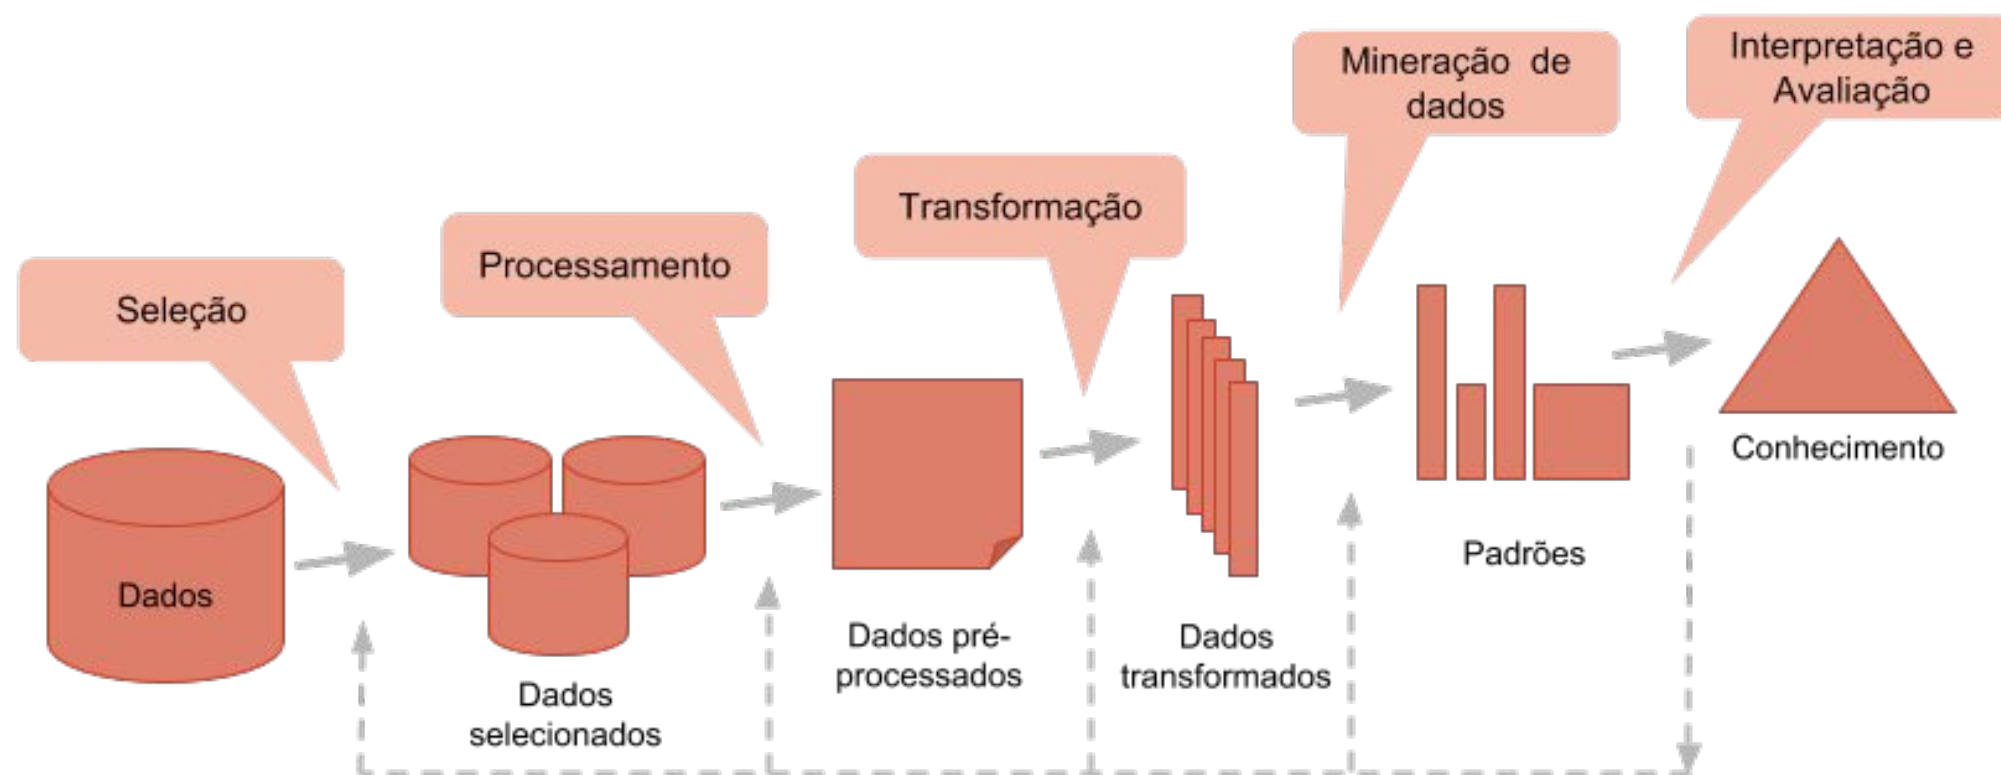 Seleção
Processamento
Transformação
Mineração de
dados
Interpretação e
Avaliação
Dados
Dados
selecionados
Dados pré-
processados
Dados
transformados
Padrões
Conhecimento